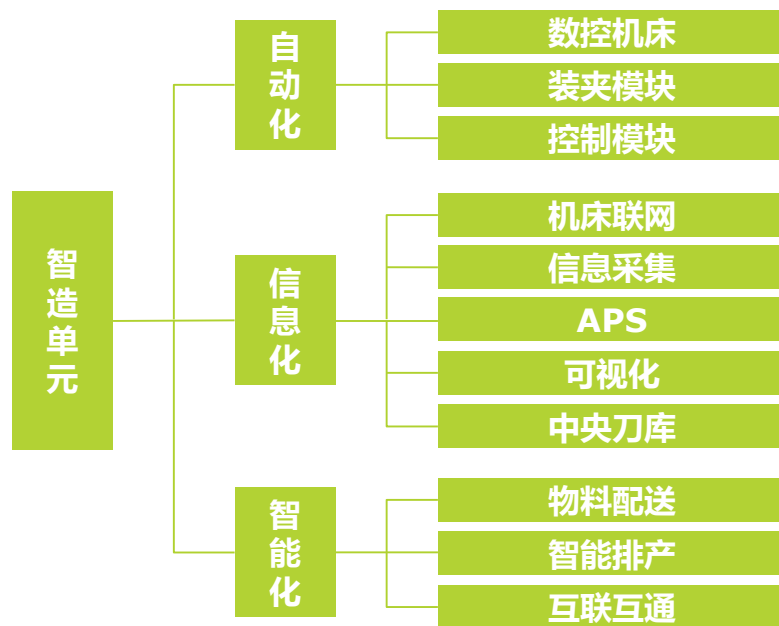 智造单元
自动化
数控机床
装夹模块
控制模块
信息化
机床联网
信息采集
APS
可视化
中央刀库
智能化
物料配送
智能排产
互联互通